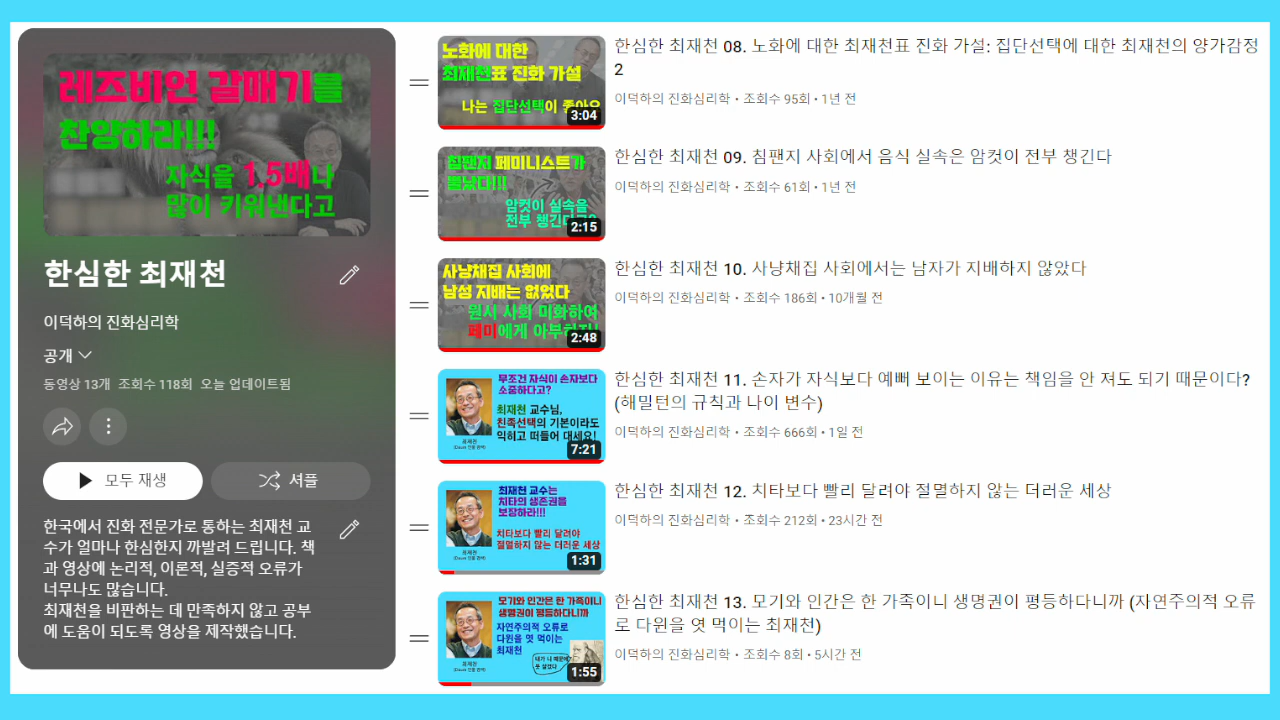 레즈비언 갈매기를
찬양하라!!!
자식을 1.5배나
많이 키워낸다고
한심한 최재천
이덕하의 진화심리학
공개
동영상 13개 조회수 118회 오늘 업데이트됨
모두 재생
셔플
한국에서 진화 전문가로 통하는 최재천 교
수가 얼마나 한심한지 까발려 드립니다. 책
과 영상에 논리적, 이론적, 실증적 오류가
너무나도 많습니다.
최재천을 비판하는 데 만족하지 않고 공부
에 도움이 되도록 영상을 제작했습니다.
노화에 대한
최재천표 진화 가설
나는 집단선택이 좋아요
3:04
한심한 최재천 08. 노화에 대한 최재천표 진화 가설: 집단선택에 대한 최재천의 양가감정
2
이덕하의 진화심리학 • 조회수 95회 • 1년 전
침팬지 페미니스트가
떴다!!!
암컷이 실속을
전부 챙긴다고?
2:15
한심한 최재천 09. 침팬지 사회에서 음식 실속은 암컷이 전부 챙긴다
이덕하의 진화심리학 • 조회수 61회 • 1년 전
사냥채집 사회에
남성 지배는 없었다
원시 사회 미화하여
페미에게 아부하자!
2:48
한심한 최재천 10. 사냥채집 사회에서는 남자가 지배하지 않았다
이덕하의 진화심리학 • 조회수 186회 • 10개월 전
무조건 자식이 손자보다
소중하다고?
최재천 교수님,
친족선택의 기본이라도
익히고 떠들어 대세요!
최재천
7:21
한심한 최재천 11. 손자가 자식보다 예뻐 보이는 이유는 책임을 안 져도 되기 때문이다?
(해밀턴의 규칙과 나이 변수)
이덕하의 진화심리학 • 조회수 666회 • 1일 전
최재천 교수는
치타의 생존권을
보장하라!!!
치타보다 빨리 달려야
절멸하지 않는 더러운 세상
최재천
1:31
한심한 최재천 12. 치타보다 빨리 달려야 절멸하지 않는 더러운 세상
이덕하의 진화심리학 • 조회수 212회 • 23시간 전
모기와 인간은 한 가족이니
생명권이 평등하다니까
자연주의적 오류로
다윈을 엿 먹이는
최재천
최재천
1:55
한심한 최재천 13. 모기와 인간은 한 가족이니 생명권이 평등하다니까 (자연주의적 오류
로 다윈을 엿 먹이는 최재천)
이덕하의 진화심리학 • 조회수 8회 • 5시간 전